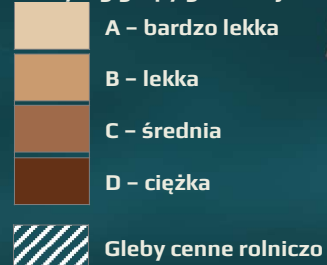 A – bardzo lekka
B – lekka
C – średnia
D – ciężka
Gleby cenne rolniczo